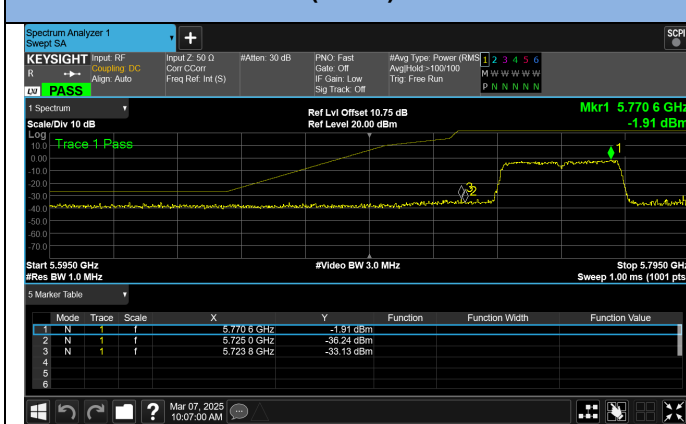 Spectrum Analyzer 1
Swept SA
+
SCPI
KEYSIGHT
R
LXI PASS
Input: RF
Coupling: DC
Align: Auto
Input Z: 50 Ω
Corr CCorr
Freq Ref: Int (S)
#Atten: 30 dB
PNO: Fast
Gate: Off
IF Gain: Low
Sig Track: Off
#Avg Type: Power (RMS
Avg|Hold:>100/100
Trig: Free Run
1 2 3 4 5 6
M W W W W W
P N N N N N
1 Spectrum
Scale/Div 10 dB
Ref Lvl Offset 10.75 dB
Ref Level 20.00 dBm
Mkr1 5.770 6 GHz
-1.91 dBm
Log
Trace 1 Pass
10.0
0.00
-10.0
-20.0
-30.0
-40.0
-50.0
-60.0
-70.0
1
3
2
Start 5.5950 GHz
#Res BW 1.0 MHz
#Video BW 3.0 MHz
Stop 5.7950 GHz
Sweep 1.00 ms (1001 pts
5 Marker Table
Mode Trace Scale X Y Function Function Width Function Value
1 N 1 f 5.770 6 GHz -1.91 dBm
2 N 1 f 5.725 0 GHz -36.24 dBm
3 N 1 f 5.723 8 GHz -33.13 dBm
4
5
6
?
Mar 07, 2025
10:07:00 AM